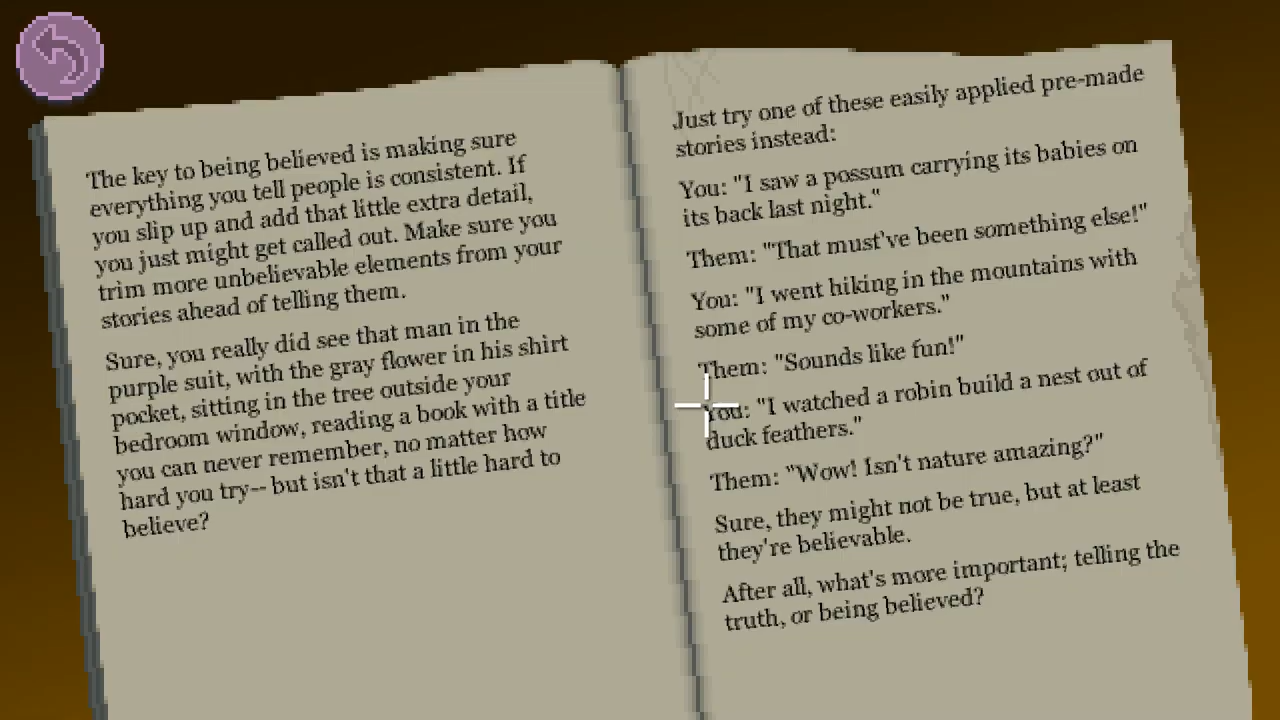 The key to being believed is making sure
everything you tell people is consistent. If
you slip up and add that little extra detail,
you just might get called out. Make sure you
trim more unbelievable elements from your
stories ahead of telling them.
Sure, you really did see that man in the
purple suit, with the gray flower in his shirt
pocket, sitting in the tree outside your
bedroom window, reading a book with a title
you can never remember, no matter how
hard you try-- but isn't that a little hard to
believe?
Just try one of these easily applied pre-made
stories instead:
You: "I saw a possum carrying its babies on
its back last night."
Them: "That must've been something else!"
You: "I went hiking in the mountains with
some of my co-workers."
Them: "Sounds like fun!"
You: "I watched a robin build a nest out of
duck feathers."
Them: "Wow! Isn't nature amazing?"
Sure, they might not be true, but at least
they're believable.
After all, what's more important; telling the
truth, or being believed?